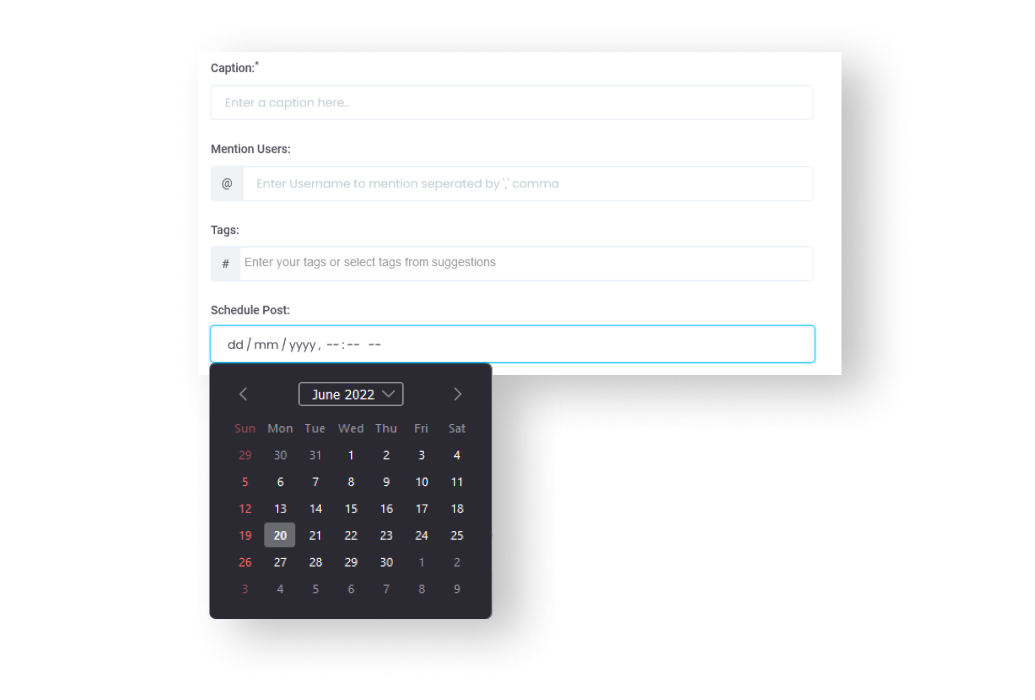 Caption:*
Enter a caption here..
Mention Users:
@ Enter Username to mention seperated by ',' comma
Tags:
# Enter your tags or select tags from suggestions
Schedule Post:
dd / mm / yyyy , -- : -- --
June 2022
Sun Mon Tue Wed Thu Fri Sat
29 30 31 1 2 3 4
5 6 7 8 9 10 11
12 13 14 15 16 17 18
19 20 21 22 23 24 25
26 27 28 29 30 1 2
3 4 5 6 7 8 9